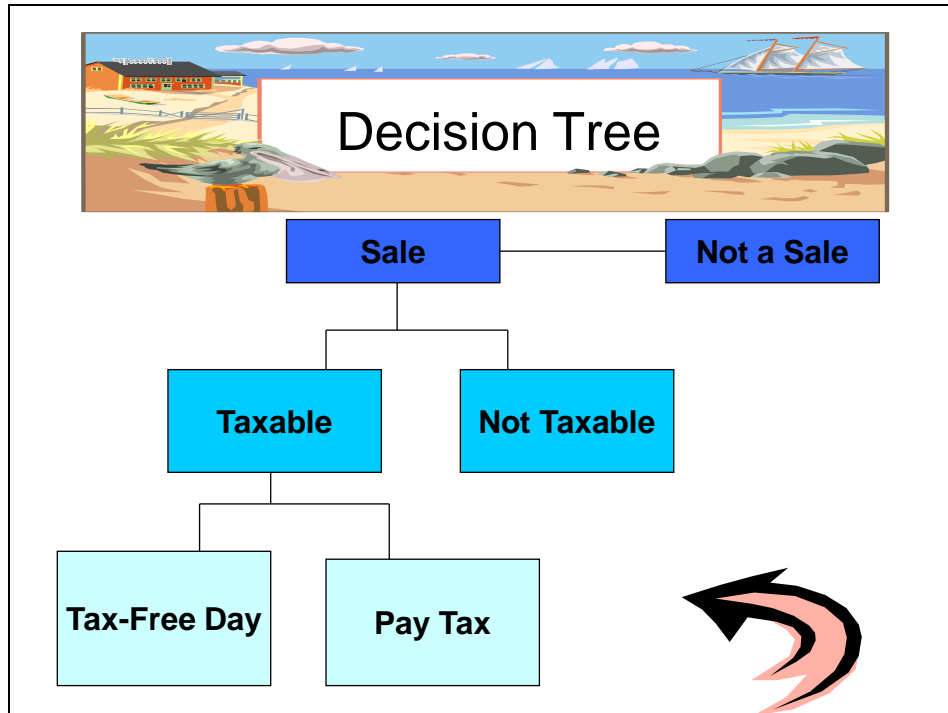 Decision Tree
Sale
Not a Sale
Taxable
Not Taxable
Tax-Free Day
Pay Tax